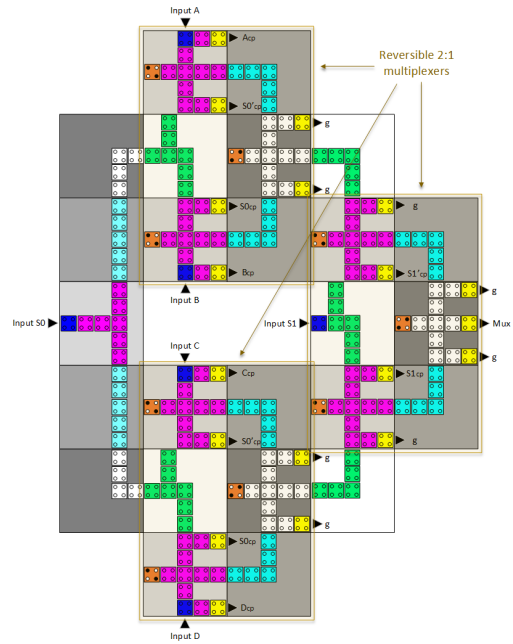 Input A
Acp
Reversible 2:1
multiplexers
S0'cp
g
g
S0cp
g
Bcp
S1'cp
Input B
g
Input S0
Input S1
Mux
Input C
g
Ccp
S1cp
S0'cp
g
g
g
S0cp
Dcp
Input D